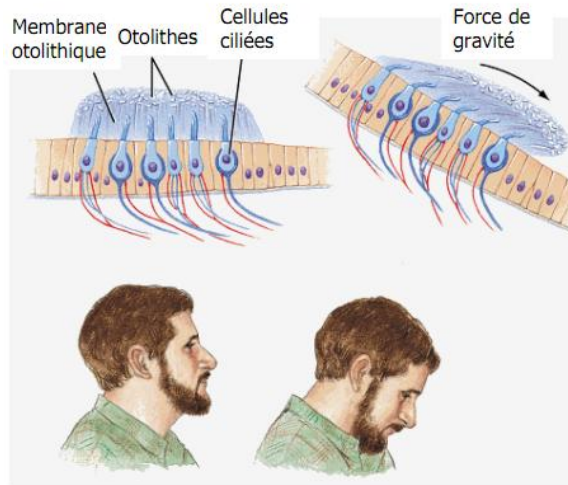 Membrane
otolithique
Otolithes
Cellules
ciliées
Force de
gravité